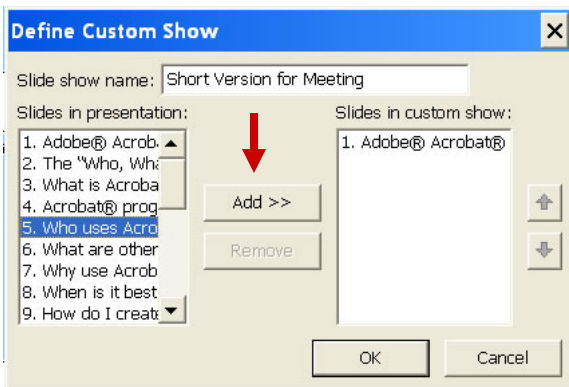 Define Custom Show
Slide show name: Short Version for Meeting
Slides in presentation:
1. Adobe® Acrob
2. The "Who, Wha
3. What is Acroba
4. Acrobat® prog
5. Who uses Acro
6. What are other
7. Why use Acrob
8. When is it best
9. How do I create
Add >>
Remove
Slides in custom show:
1. Adobe® Acrobat®
OK
Cancel